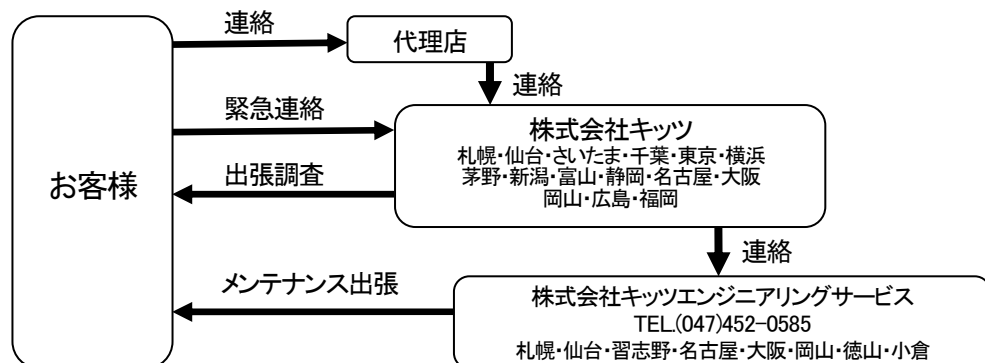 連絡
代理店
連絡
緊急連絡
株式会社キッツ
札幌・仙台・さいたま・千葉・東京・横浜
茅野・新潟・富山・静岡・名古屋・大阪
岡山・広島・福岡
出張調査
お客様
連絡
メンテナンス出張
株式会社キッツエンジニアリングサービス
TEL.(047)452-0585
札幌・仙台・習志野・名古屋・大阪・岡山・徳山・小倉